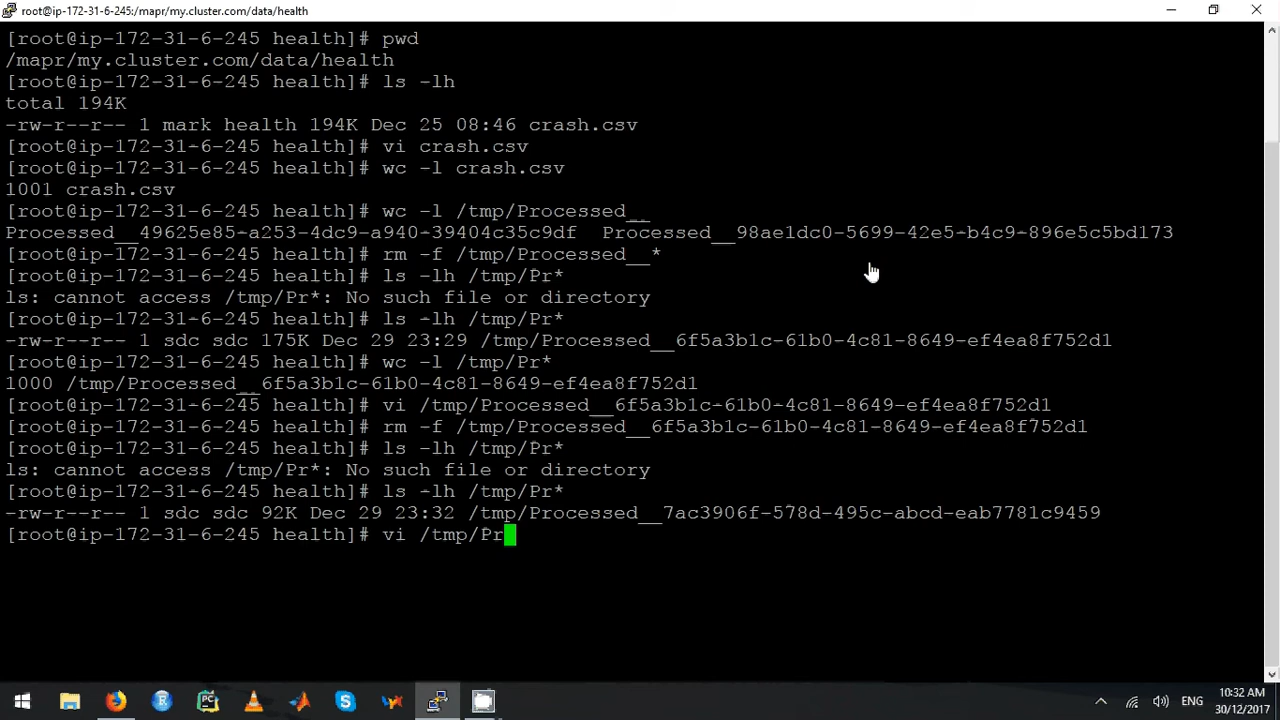 root@ip-172-31-6-245:/mapr/my.cluster.com/data/health
[root@ip-172-31-6-245 health]# pwd
/mapr/my.cluster.com/data/health
[root@ip-172-31-6-245 health]# ls -lh
total 194K
-rw-r--r-- 1 mark health 194K Dec 25 08:46 crash.csv
[root@ip-172-31-6-245 health]# vi crash.csv
[root@ip-172-31-6-245 health]# wc -l crash.csv
1001 crash.csv
[root@ip-172-31-6-245 health]# wc -l /tmp/Processed__
Processed__49625e85-a253-4dc9-a940-39404c35c9df  Processed__98ae1dc0-5699-42e5-b4c9-896e5c5bd173
[root@ip-172-31-6-245 health]# rm -f /tmp/Processed__*
[root@ip-172-31-6-245 health]# ls -lh /tmp/Pr*
ls: cannot access /tmp/Pr*: No such file or directory
[root@ip-172-31-6-245 health]# ls -lh /tmp/Pr*
-rw-r--r-- 1 sdc sdc 175K Dec 29 23:29 /tmp/Processed__6f5a3b1c-61b0-4c81-8649-ef4ea8f752d1
[root@ip-172-31-6-245 health]# wc -l /tmp/Pr*
1000 /tmp/Processed__6f5a3b1c-61b0-4c81-8649-ef4ea8f752d1
[root@ip-172-31-6-245 health]# vi /tmp/Processed__6f5a3b1c-61b0-4c81-8649-ef4ea8f752d1
[root@ip-172-31-6-245 health]# rm -f /tmp/Processed__6f5a3b1c-61b0-4c81-8649-ef4ea8f752d1
[root@ip-172-31-6-245 health]# ls -lh /tmp/Pr*
ls: cannot access /tmp/Pr*: No such file or directory
[root@ip-172-31-6-245 health]# ls -lh /tmp/Pr*
-rw-r--r-- 1 sdc sdc 92K Dec 29 23:32 /tmp/Processed__7ac3906f-578d-495c-abcd-eab7781c9459
[root@ip-172-31-6-245 health]# vi /tmp/Pr
R
PC
ENG
10:32 AM
30/12/2017